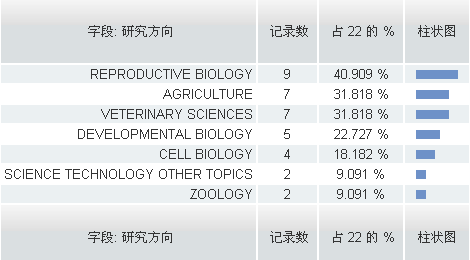 字段: 研究方向 记录数 占 22 的 % 柱状图
REPRODUCTIVE BIOLOGY 9 40.909 %
AGRICULTURE 7 31.818 %
VETERINARY SCIENCES 7 31.818 %
DEVELOPMENTAL BIOLOGY 5 22.727 %
CELL BIOLOGY 4 18.182 %
SCIENCE TECHNOLOGY OTHER TOPICS 2 9.091 %
ZOOLOGY 2 9.091 %
字段: 研究方向 记录数 占 22 的 % 柱状图